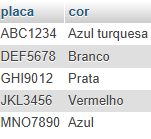 placa cor
ABC1234 Azul turquesa
DEF5678 Branco
GHI9012 Prata
JKL3456 Vermelho
MNO7890 Azul